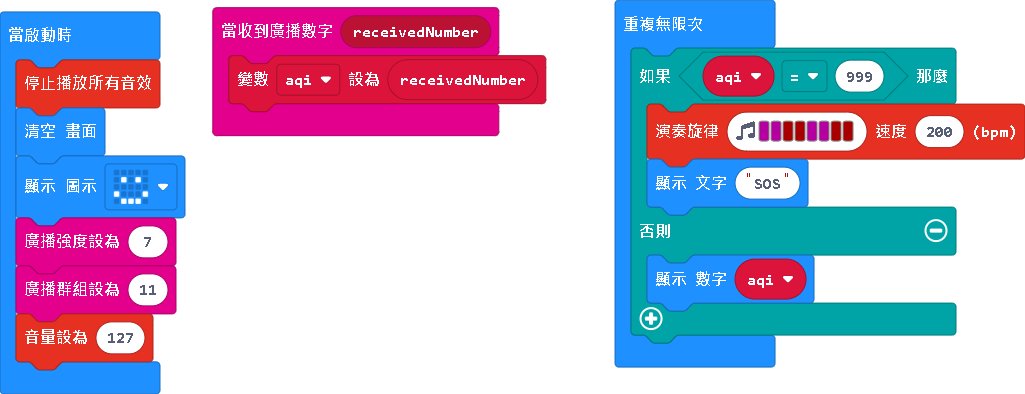 當啟動時
停止播放所有音效
清空 畫面
顯示 圖示
廣播強度設為 7
廣播群組設為 11
音量設為 127
當收到廣播數字 receivedNumber
變數 aqi 設為 receivedNumber
重複無限次
如果 aqi = 999 那麼
演奏旋律 速度 200 (bpm)
顯示 文字 "SOS"
否則
顯示 數字 aqi